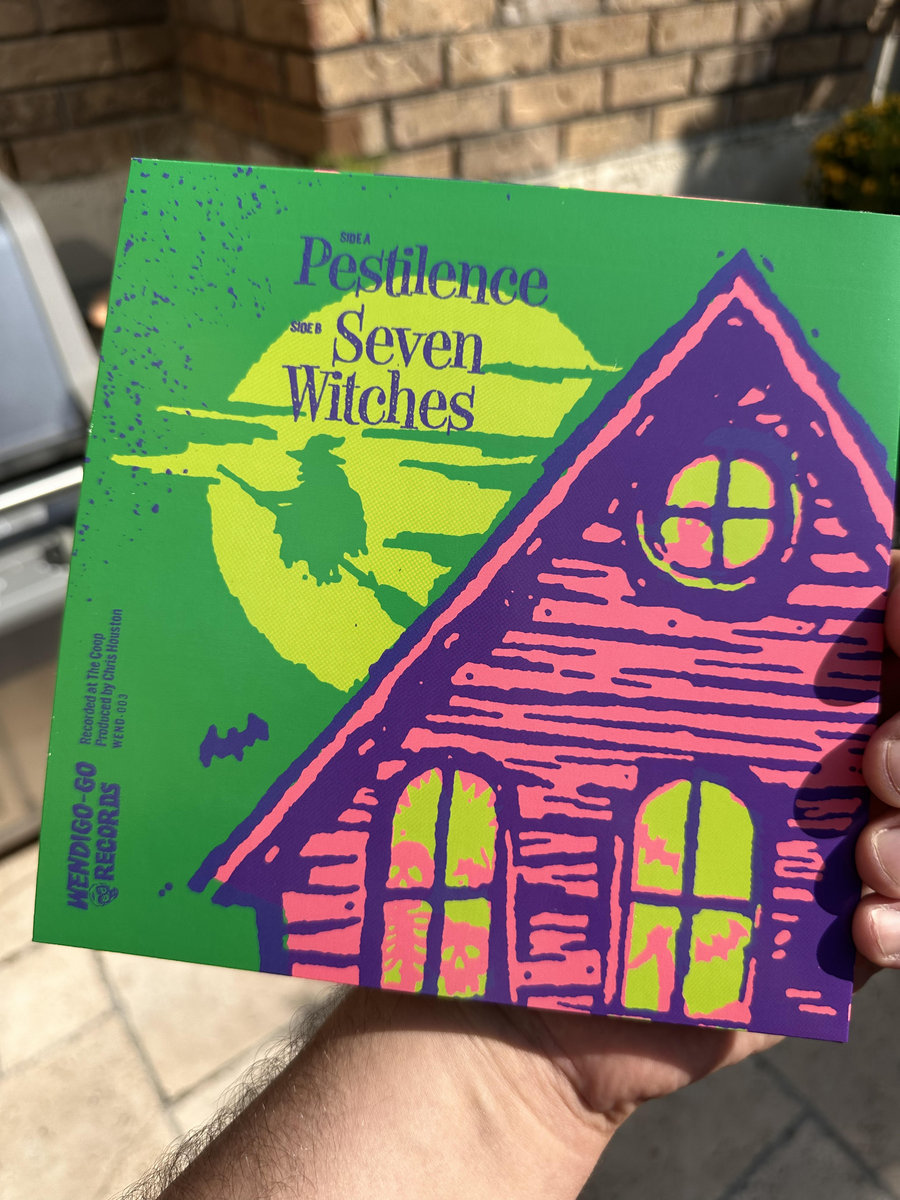 SIDE A
Pestilence
SIDE B
Seven
Witches
Recorded at The Coop
Produced by Chris Houston
WEND-003
WENDIGO-GO
RECORDS